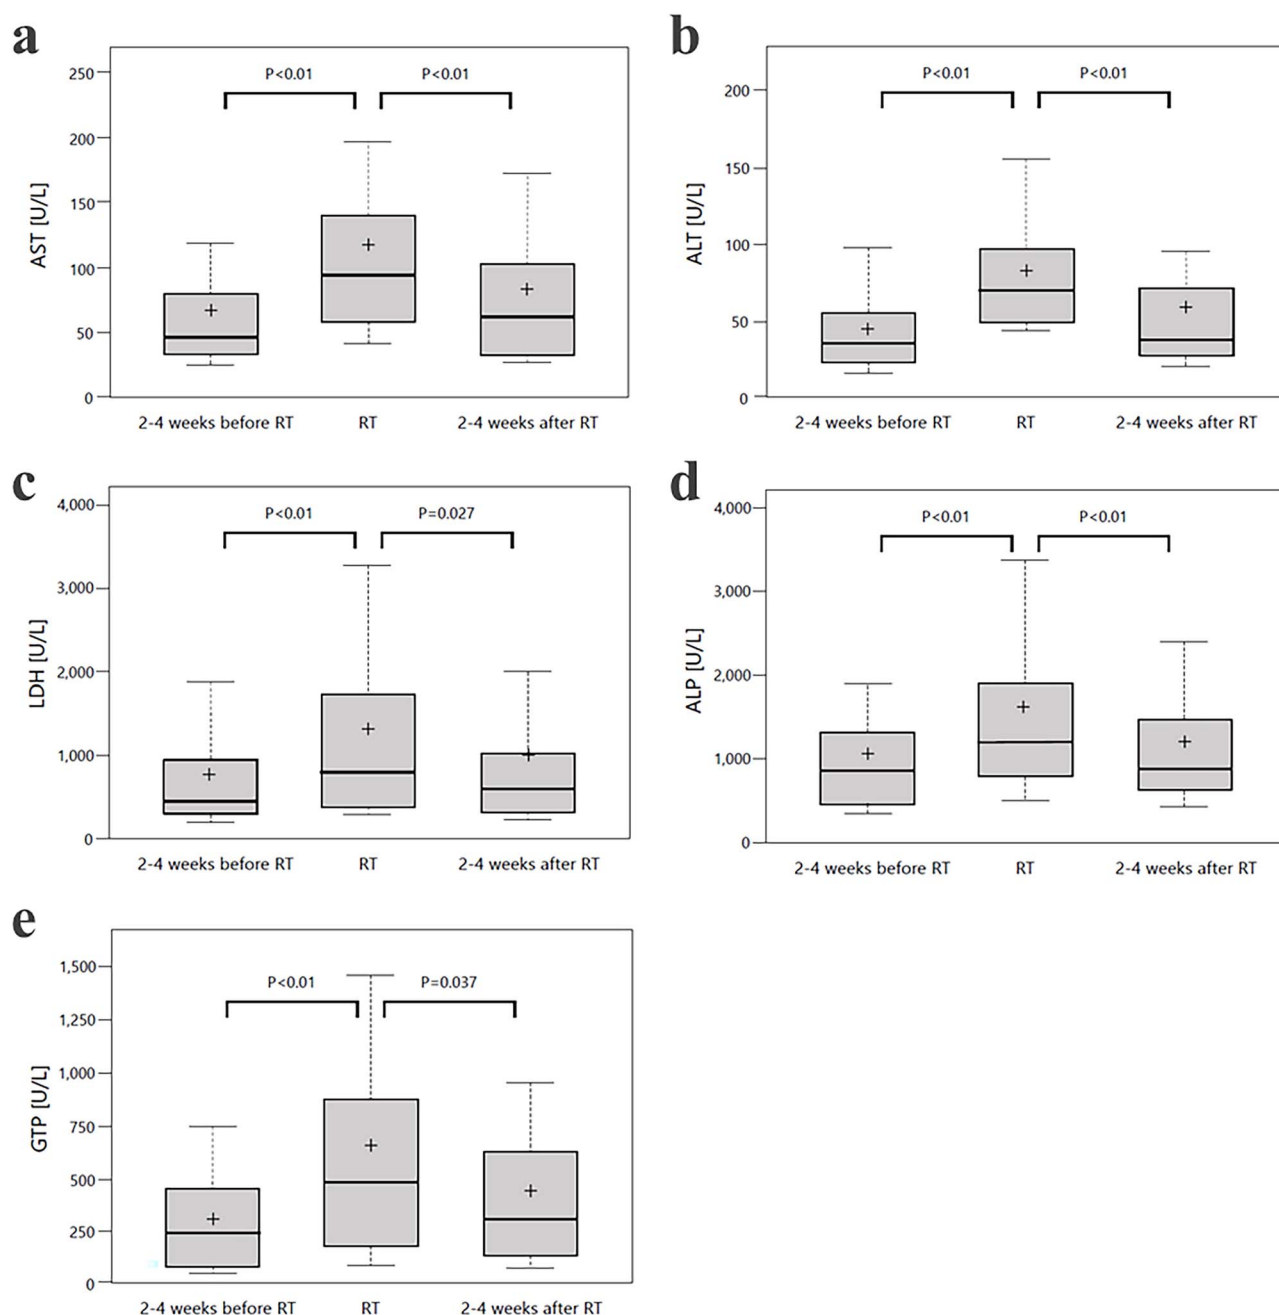 a
250
200
150
100
50
0
AST [U/L]
P<0.01 P<0.01
2-4 weeks before RT RT 2-4 weeks after RT
b
200
150
100
50
0
ALT [U/L]
P<0.01 P<0.01
2-4 weeks before RT RT 2-4 weeks after RT
c
4,000
3,000
2,000
1,000
0
LDH [U/L]
P<0.01 P=0.027
2-4 weeks before RT RT 2-4 weeks after RT
d
4,000
3,000
2,000
1,000
0
ALP [U/L]
P<0.01 P<0.01
2-4 weeks before RT RT 2-4 weeks after RT
e
1,500
1,250
1,000
750
500
250
0
GTP [U/L]
P<0.01 P=0.037
2-4 weeks before RT RT 2-4 weeks after RT